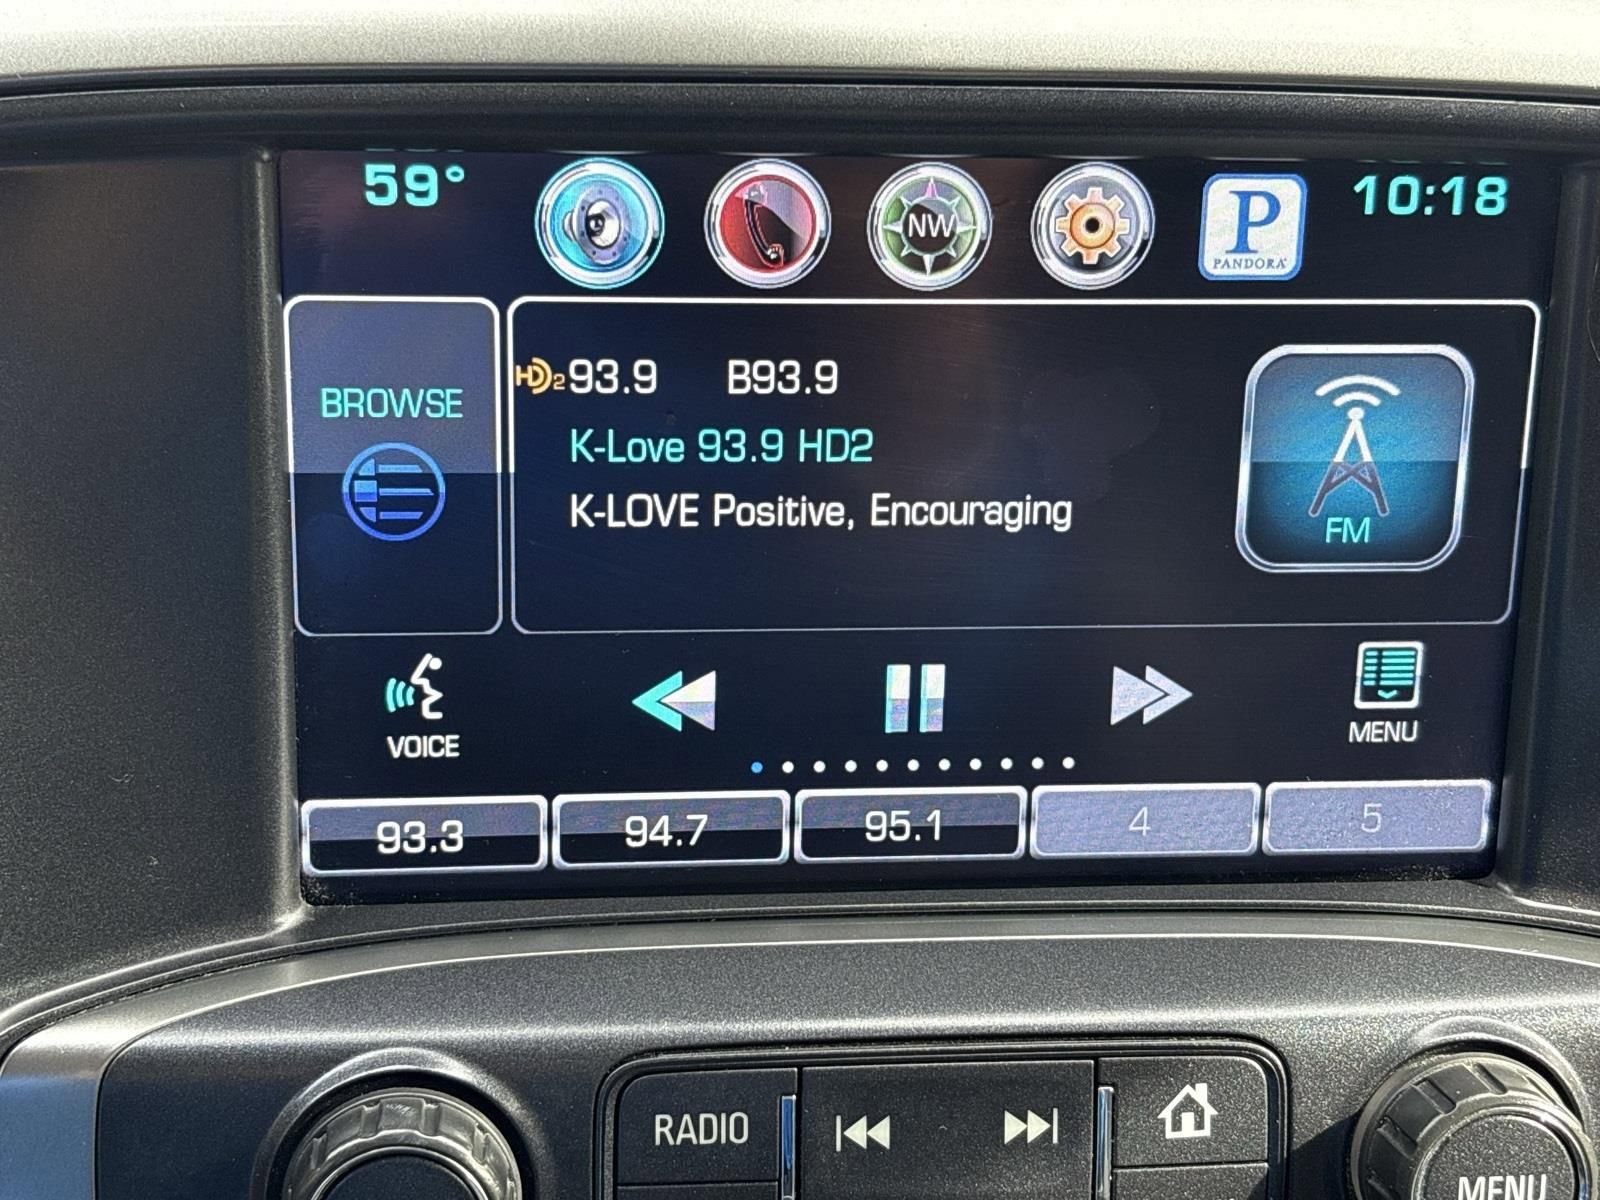 59°
NW
P
PANDORA
10:18
BROWSE
HD2 93.9 B93.9
K-Love 93.9 HD2
K-LOVE Positive, Encouraging
FM
VOICE
MENU
93.3 94.7 95.1 4 5
RADIO
MENU